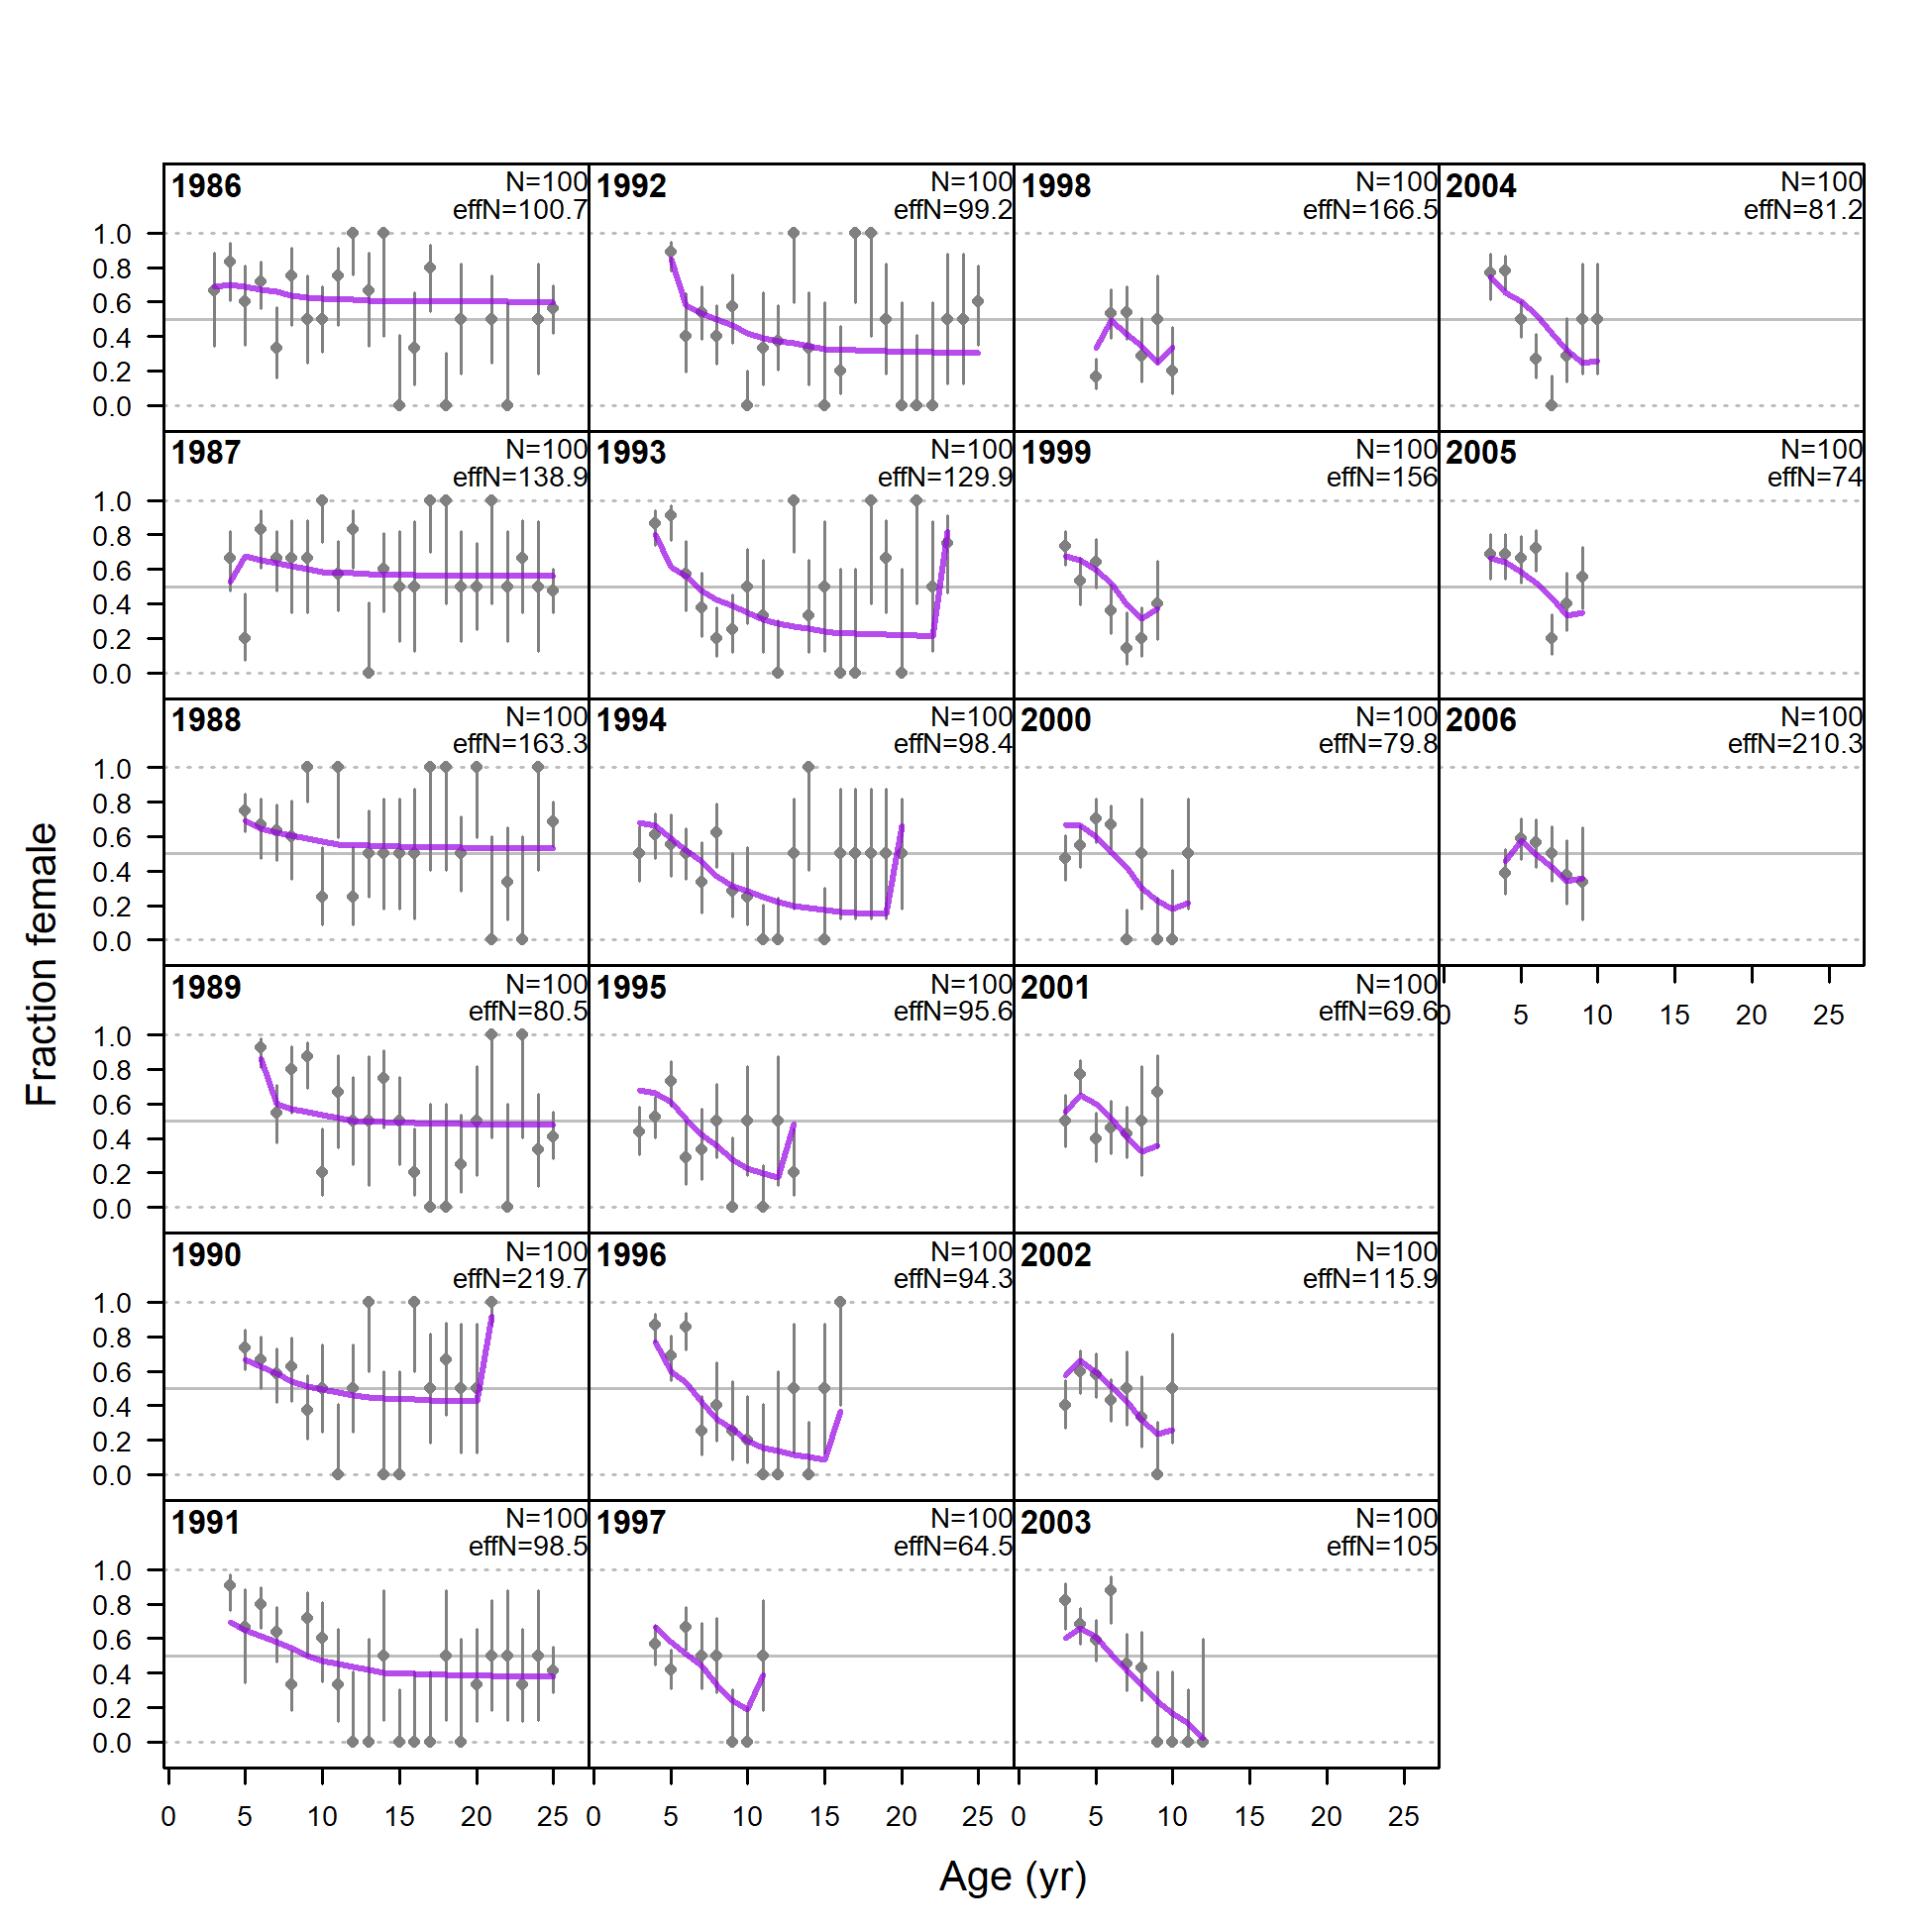 1986 N=100 1992 N=100 1998 N=100 2004 N=100
effN=100.7 effN=99.2 effN=166.5 effN=81.2
1.0
0.8
0.6
0.4
0.2
0.0
1987 N=100 1993 N=100 1999 N=100 2005 N=100
effN=138.9 effN=129.9 effN=156 effN=74
1.0
0.8
0.6
0.4
0.2
0.0
1988 N=100 1994 N=100 2000 N=100 2006 N=100
effN=163.3 effN=98.4 effN=79.8 effN=210.3
1.0
0.8
0.6
0.4
0.2
0.0
1989 N=100 1995 N=100 2001 N=100
effN=80.5 effN=95.6 effN=69.6 0 5 10 15 20 25
1.0
0.8
0.6
0.4
0.2
0.0
1990 N=100 1996 N=100 2002 N=100
effN=219.7 effN=94.3 effN=115.9
1.0
0.8
0.6
0.4
0.2
0.0
1991 N=100 1997 N=100 2003 N=100
effN=98.5 effN=64.5 effN=105
1.0
0.8
0.6
0.4
0.2
0.0
0 5 10 15 20 25 0 5 10 15 20 25 0 5 10 15 20 25
Fraction female
Age (yr)